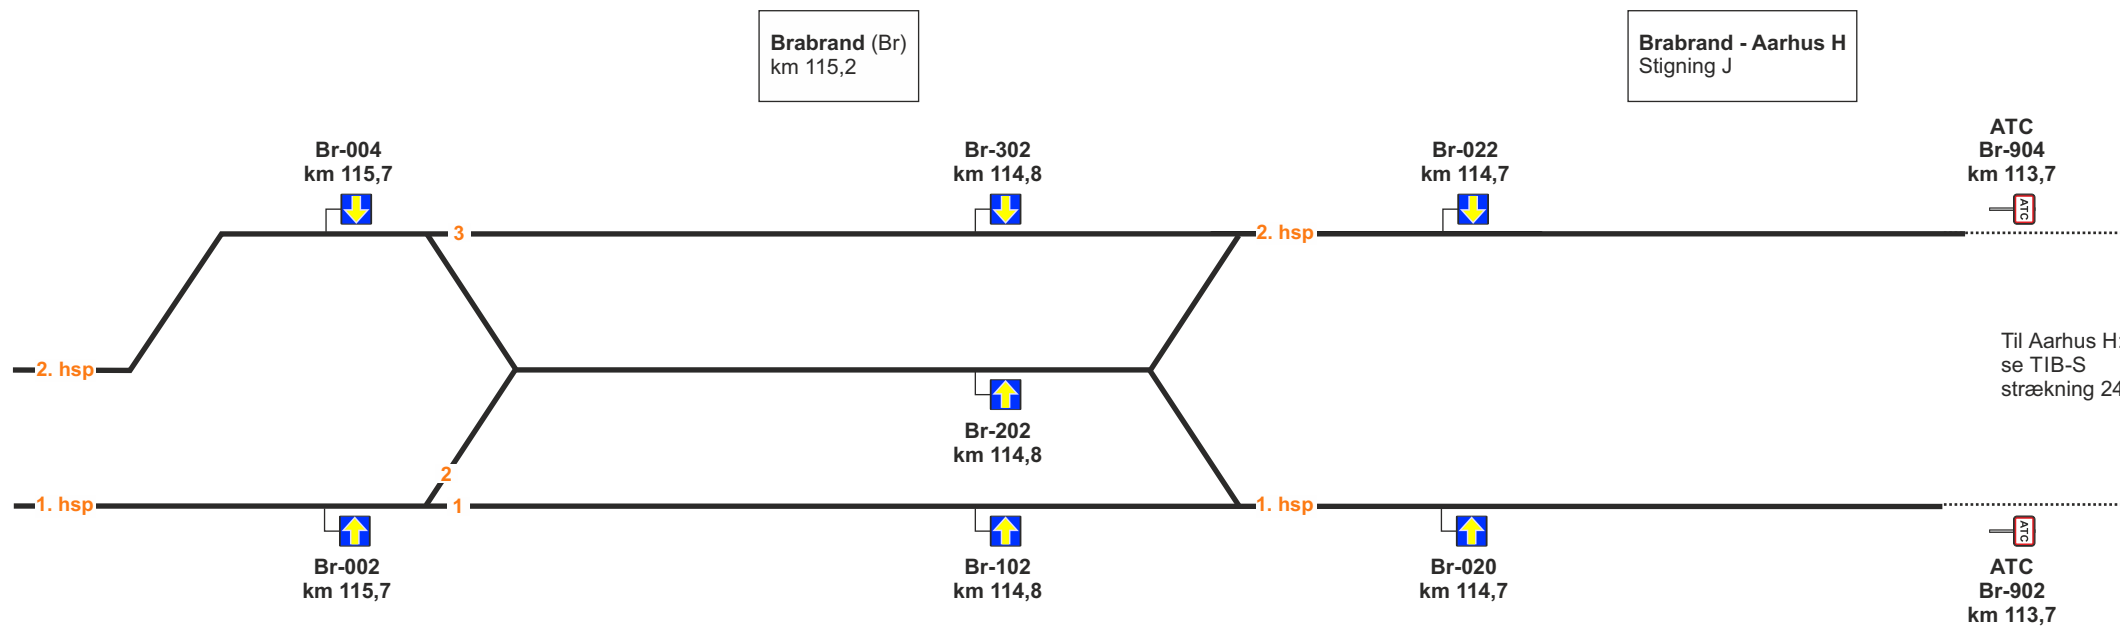 Brabrand (Br)
km 115,2
Brabrand - Aarhus H
Stigning J
Br-004
km 115,7
Br-302
km 114,8
Br-022
km 114,7
ATC
Br-904
km 113,7
ATC
3
2. hsp
2. hsp
Til Aarhus H:
se TIB-S
strækning 24
Br-202
km 114,8
2
1. hsp
1
1. hsp
ATC
Br-002
km 115,7
Br-102
km 114,8
Br-020
km 114,7
ATC
Br-902
km 113,7